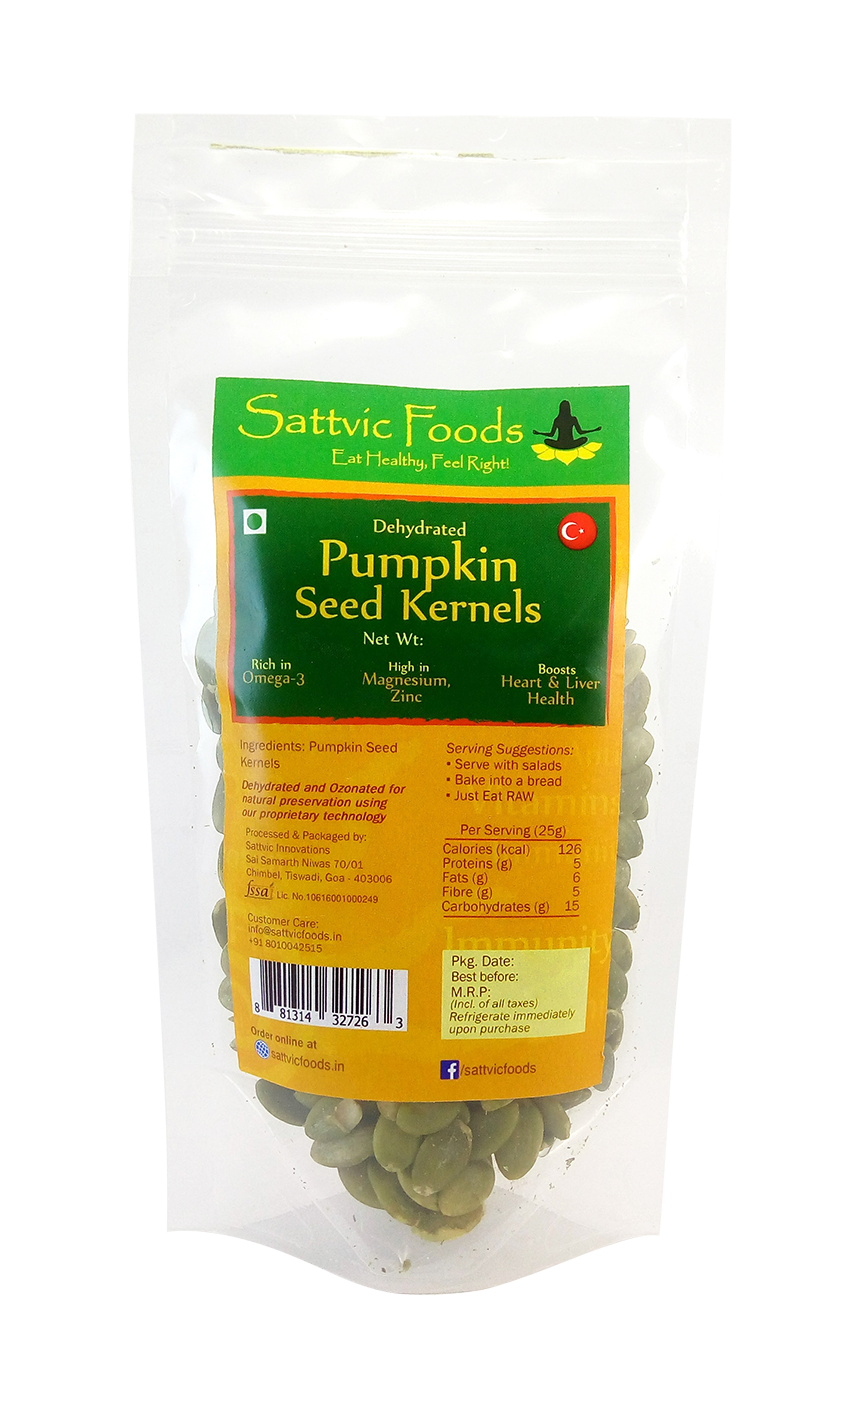 Sattvic Foods
Eat Healthy, Feel Right!
Dehydrated
Pumpkin
Seed Kernels
Net Wt:
Rich in
Omega-3
High in
Magnesium,
Zinc
Boosts
Heart & Liver
Health
Ingredients: Pumpkin Seed
Kernels
Dehydrated and Ozonated for
natural preservation using
our proprietary technology
Processed & Packaged by:
Sattvic Innovations
Sai Samarth Niwas 70/01
Chimbel, Tiswadi, Goa - 403006
fssai Lic. No.10616001000249
Customer Care:
info@sattvicfoods.in
+91 8010042515
8 81314 32726 3
Order online at
sattvicfoods.in
Serving Suggestions:
• Serve with salads
• Bake into a bread
• Just Eat RAW
Per Serving (25g)
Calories (kcal) 126
Proteins (g) 5
Fats (g) 6
Fibre (g) 5
Carbohydrates (g) 15
Immunity
Pkg. Date:
Best before:
M.R.P:
(Incl. of all taxes)
Refrigerate immediately
upon purchase
f/sattvicfoods